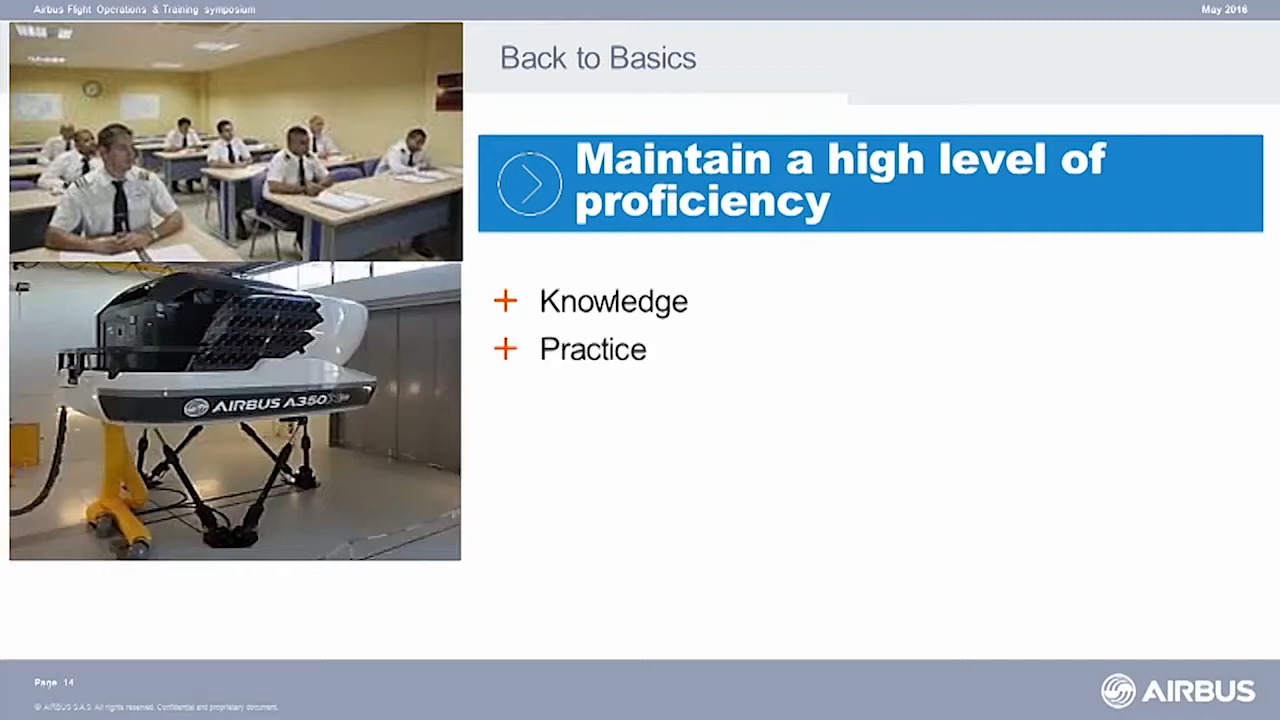 Airbus Flight Operations & Training symposium
May 2016
Back to Basics
Maintain a high level of
proficiency
+ Knowledge
+ Practice
AIRBUS A350
Page 14
© AIRBUS S.A.S. All rights reserved. Confidential and proprietary document.
AIRBUS